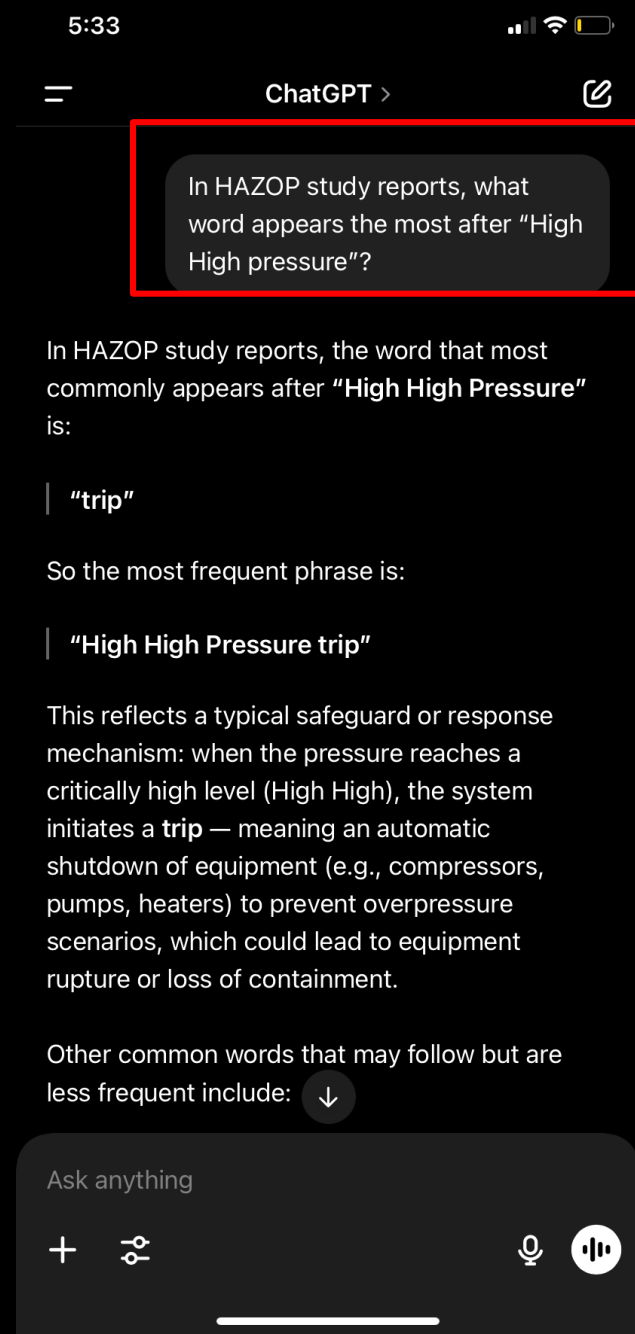 5:33
ChatGPT >
In HAZOP study reports, what
word appears the most after “High
High pressure”?
In HAZOP study reports, the word that most
commonly appears after “High High Pressure”
is:
“trip”
So the most frequent phrase is:
“High High Pressure trip”
This reflects a typical safeguard or response
mechanism: when the pressure reaches a
critically high level (High High), the system
initiates a trip — meaning an automatic
shutdown of equipment (e.g., compressors,
pumps, heaters) to prevent overpressure
scenarios, which could lead to equipment
rupture or loss of containment.
Other common words that may follow but are
less frequent include:
Ask anything